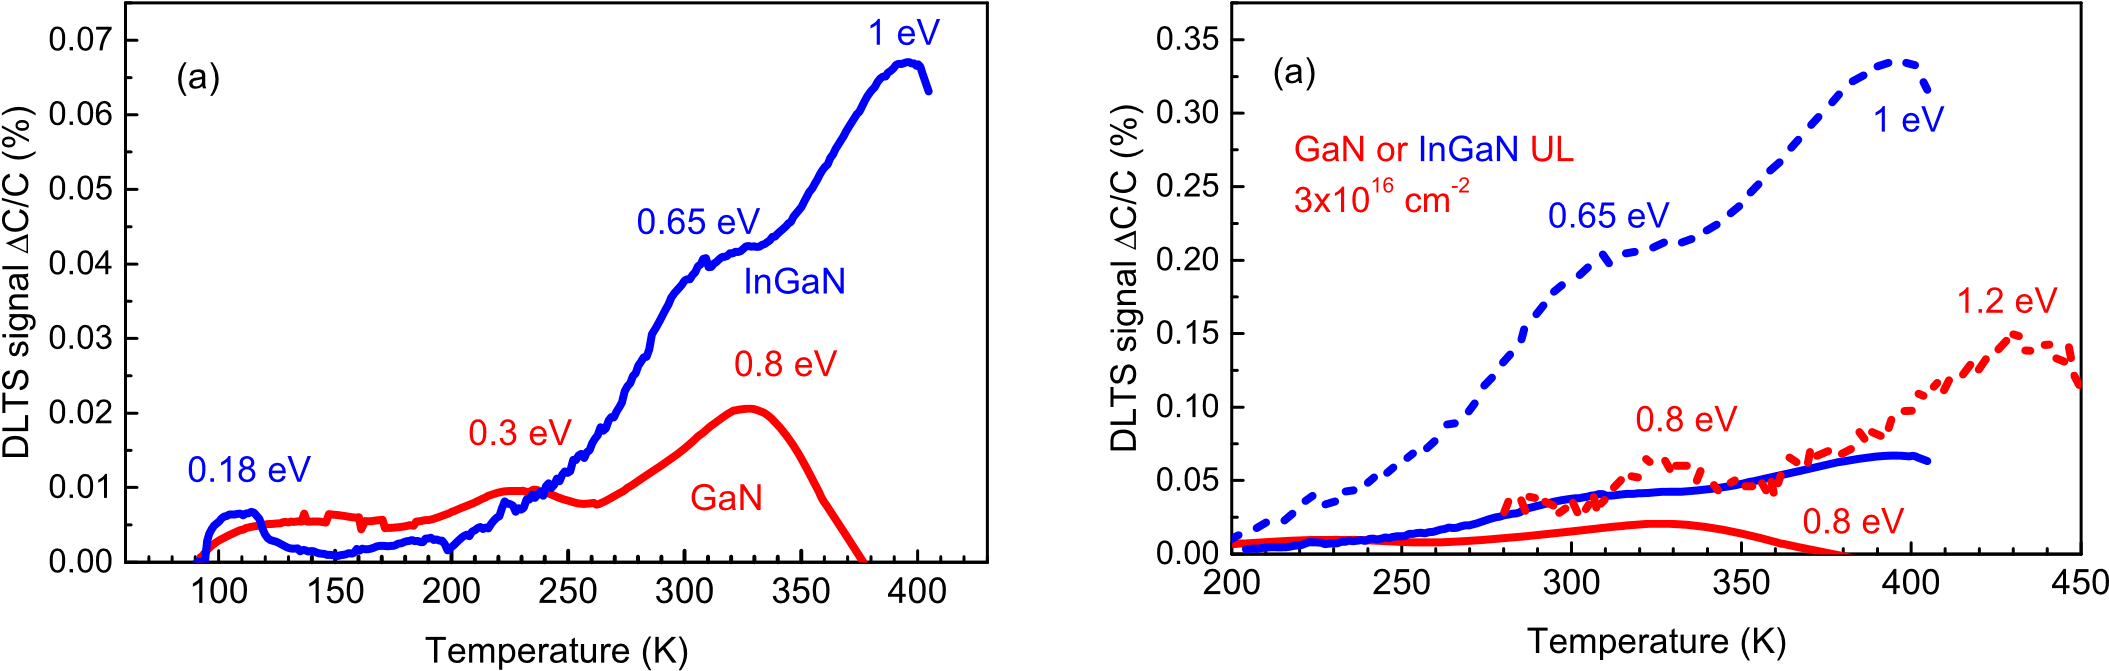 0.07
0.06
0.05
0.04
0.03
0.02
0.01
0.00
DLTS signal ΔC/C (%)
(a)
1 eV
0.65 eV
InGaN
0.8 eV
0.3 eV
GaN
0.18 eV
100 150 200 250 300 350 400
Temperature (K)
0.35
0.30
0.25
0.20
0.15
0.10
0.05
0.00
DLTS signal ΔC/C (%)
(a)
1 eV
GaN or InGaN UL
3x10¹⁶ cm⁻²
0.65 eV
1.2 eV
0.8 eV
0.8 eV
200 250 300 350 400 450
Temperature (K)